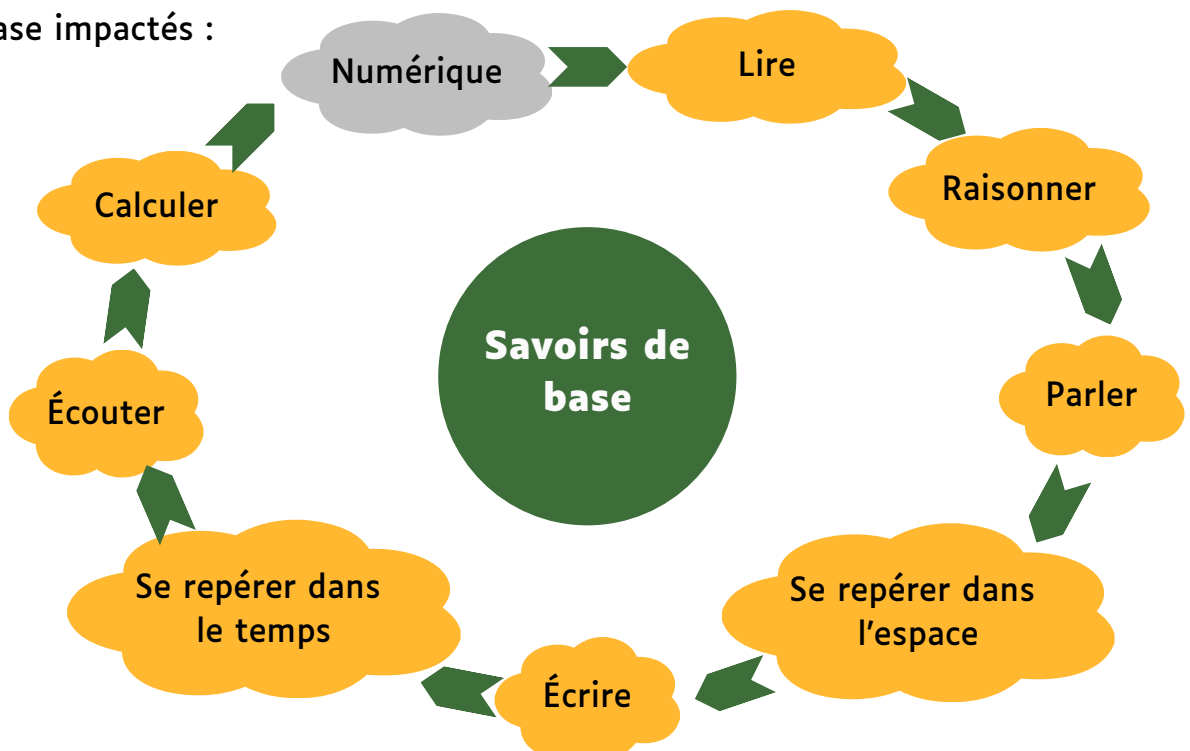 impactés :
Numérique
Lire
Raisonner
Parler
Se repérer dans
l'espace
Écrire
Se repérer dans
le temps
Écouter
Calculer
Savoirs de
base